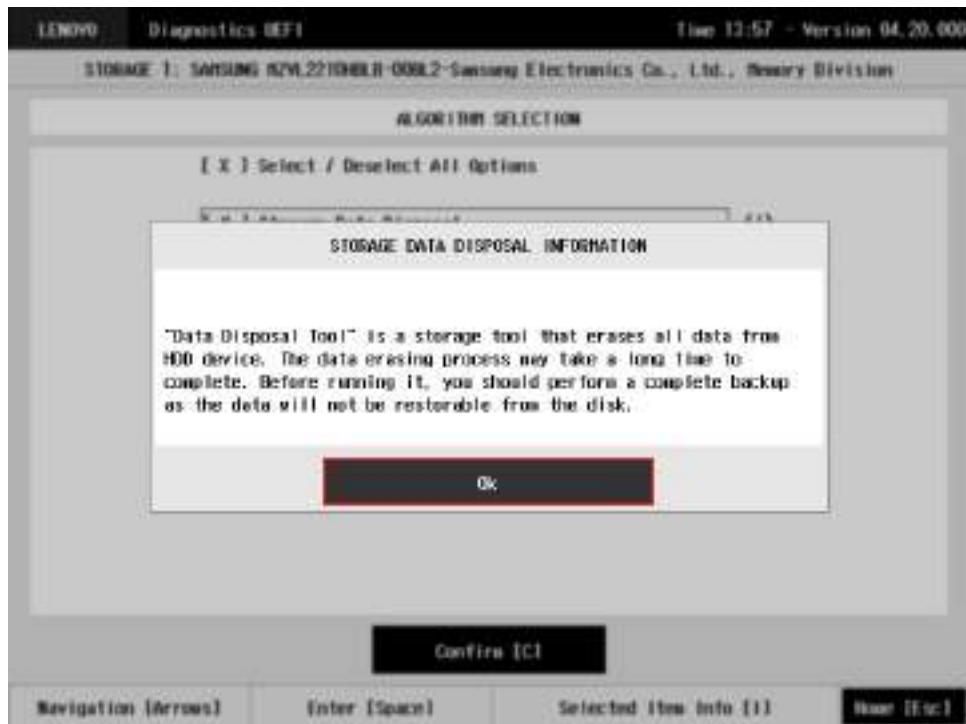 LENOVO Diagnostics UEFI Time 13:57 - Version 04.20.000
STORAGE 1: SAMSUNG Electronics Co., Ltd., Memory Division
ALGORITHM SELECTION
[ X ] Select / Deselect All Options
Storage Data Disposal
STORAGE DATA DISPOSAL INFORMATION
"Data Disposal Tool" is a storage tool that erases all data from
HDD device. The data erasing process may take a long time to
complete. Before running it, you should perform a complete backup
as the data will not be restorable from the disk.
Ok
Confirm [C]
Navigation [Arrows] Enter [Space] Selected Item Info [I] Home [Esc]